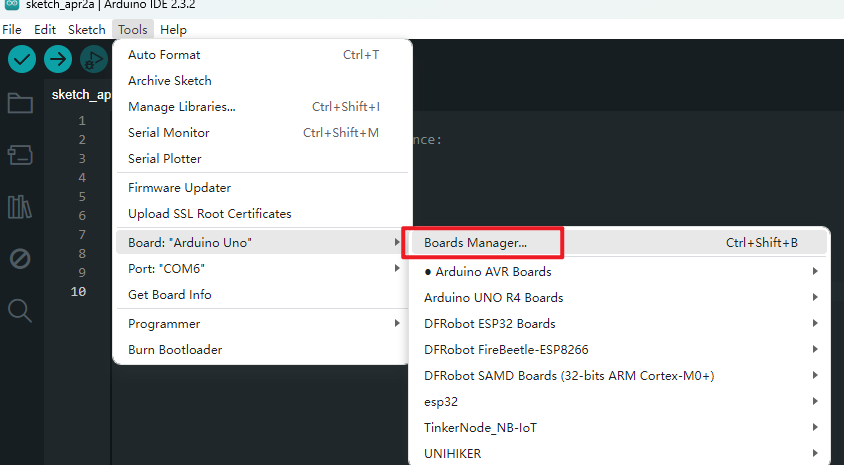 sketch_apr2a | Arduino IDE 2.3.2
File Edit Sketch Tools Help
Auto Format Ctrl+T
Archive Sketch
Manage Libraries... Ctrl+Shift+I
Serial Monitor Ctrl+Shift+M
Serial Plotter
Firmware Updater
Upload SSL Root Certificates
Board: "Arduino Uno"
Port: "COM6"
Get Board Info
Programmer
Burn Bootloader
Boards Manager... Ctrl+Shift+B
● Arduino AVR Boards
Arduino UNO R4 Boards
DFRobot ESP32 Boards
DFRobot FireBeetle-ESP8266
DFRobot SAMD Boards (32-bits ARM Cortex-M0+)
esp32
TinkerNode_NB-IoT
UNIHIKER
sketch_ap
1
2 nce:
3
4
5
6
7
8
9
10